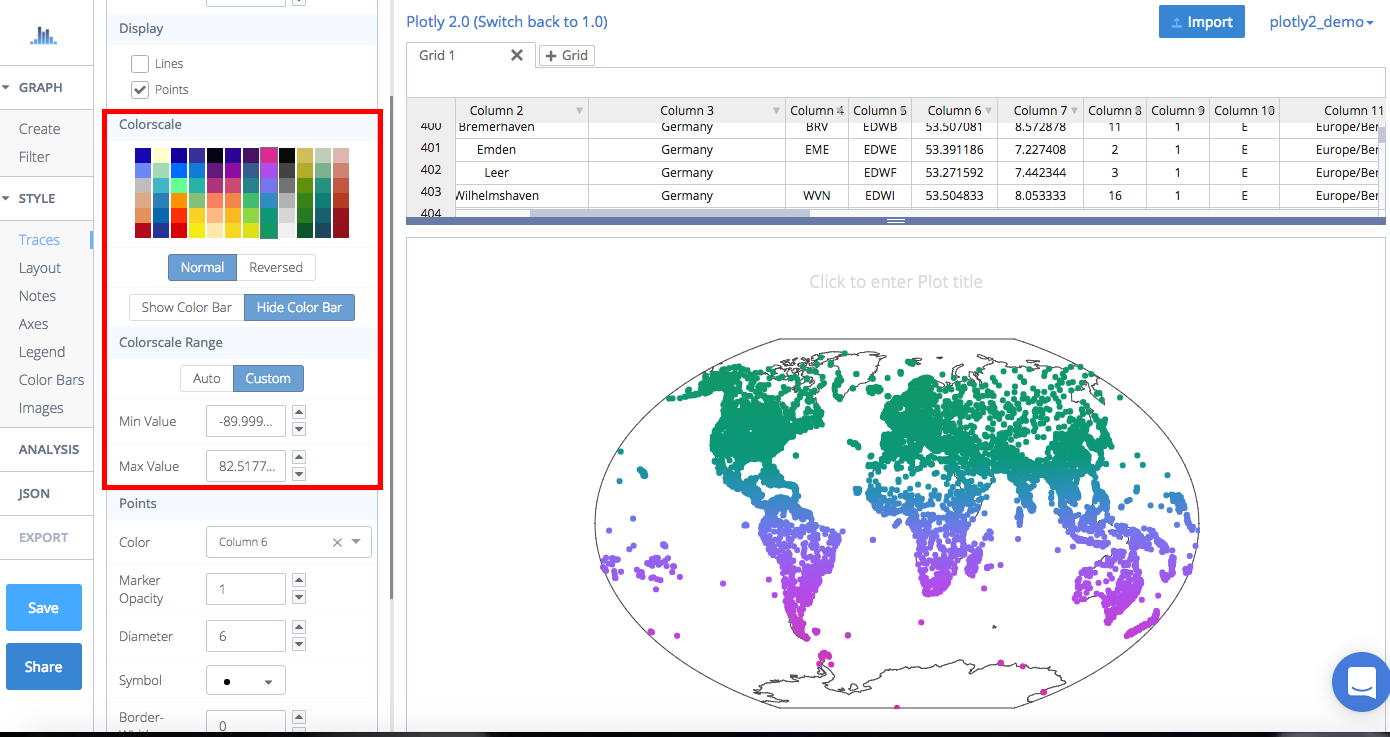 GRAPH
Create
Filter
STYLE
Traces
Layout
Notes
Axes
Legend
Color Bars
Images
ANALYSIS
JSON
EXPORT
Save
Share
Display
Lines
Points
Colorscale
Normal Reversed
Show Color Bar Hide Color Bar
Colorscale Range
Auto Custom
Min Value -89.999...
Max Value 82.5177...
Points
Color Column 6
Marker
Opacity 1
Diameter 6
Symbol
Border-
Width 0
Plotly 2.0 (Switch back to 1.0)
Import plotly2_demo
Grid 1 Grid
Column 2 Column 3 Column 4 Column 5 Column 6 Column 7 Column 8 Column 9 Column 10 Column 11
400 Bremerhaven Germany BRV EDWB 53.507081 8.572878 11 1 E Europe/Ber
401 Emden Germany EME EDWE 53.391186 7.227408 2 1 E Europe/Ber
402 Leer Germany EDWF 53.271592 7.442344 3 1 E Europe/Ber
403 Wilhelmshaven Germany WVN EDWI 53.504833 8.053333 16 1 E Europe/Ber
404
Click to enter Plot title